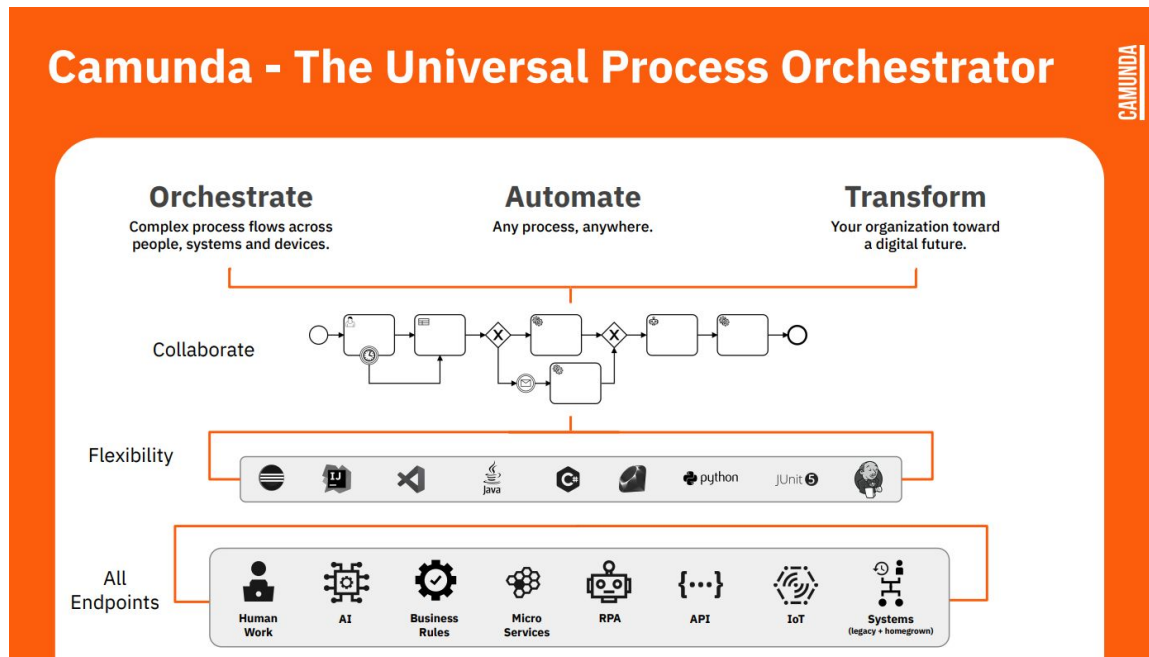 Camunda - The Universal Process Orchestrator
CAMUNDA
Orchestrate
Complex process flows across
people, systems and devices.
Automate
Any process, anywhere.
Transform
Your organization toward
a digital future.
Collaborate
X
X
Flexibility
IJ
Java
C#
python
JUnit 5
All
Endpoints
Human
Work
AI
Business
Rules
Micro
Services
RPA
{···}
API
IoT
Systems
(legacy + homegrown)